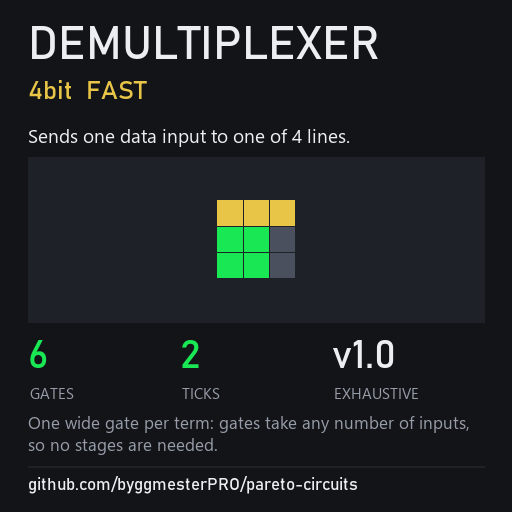 DEMULTIPLEXER
4bit FAST
Sends one data input to one of 4 lines.
6 2 v1.0
GATES TICKS EXHAUSTIVE
One wide gate per term: gates take any number of inputs,
so no stages are needed.
github.com/byggmesterPRO/pareto-circuits